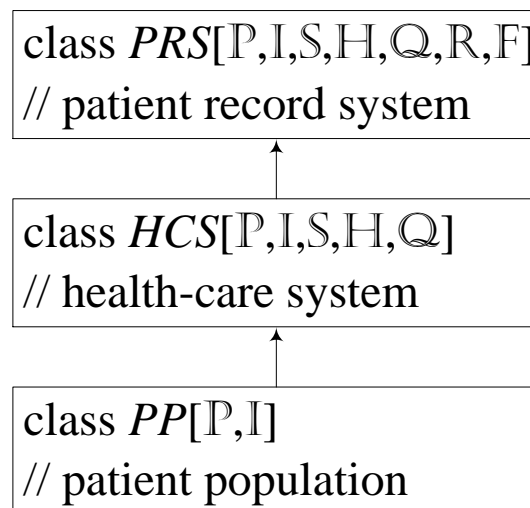 class PRS[ℙ,𝕀,𝕊,ℍ,ℚ,ℝ,𝔽]
// patient record system
class HCS[ℙ,𝕀,𝕊,ℍ,ℚ]
// health-care system
class PP[ℙ,𝕀]
// patient population